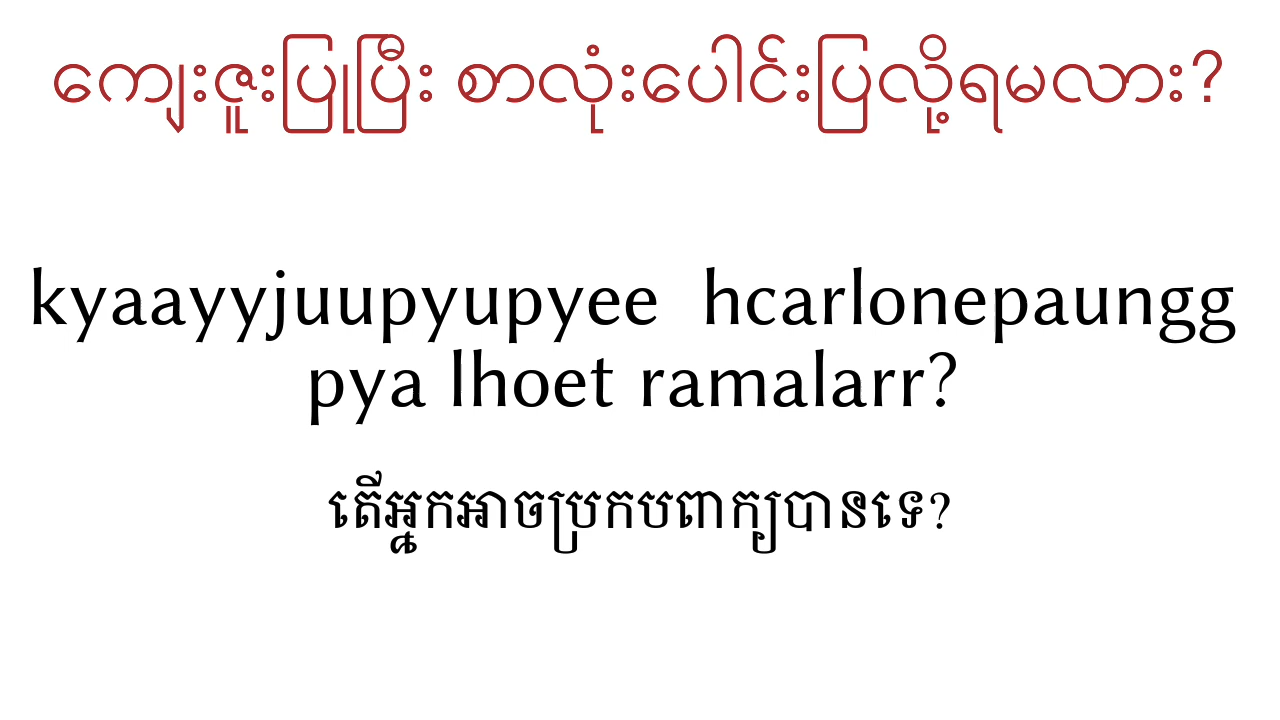 ကျေးဇူးပြုပြီး စာလုံးပေါင်းပြလို့ရမလား?
kyaayyjuupyupyee hcarlonepaungg
pya lhoet ramalarr?
តើអ្នកអាចប្រកបពាក្យបានទេ?